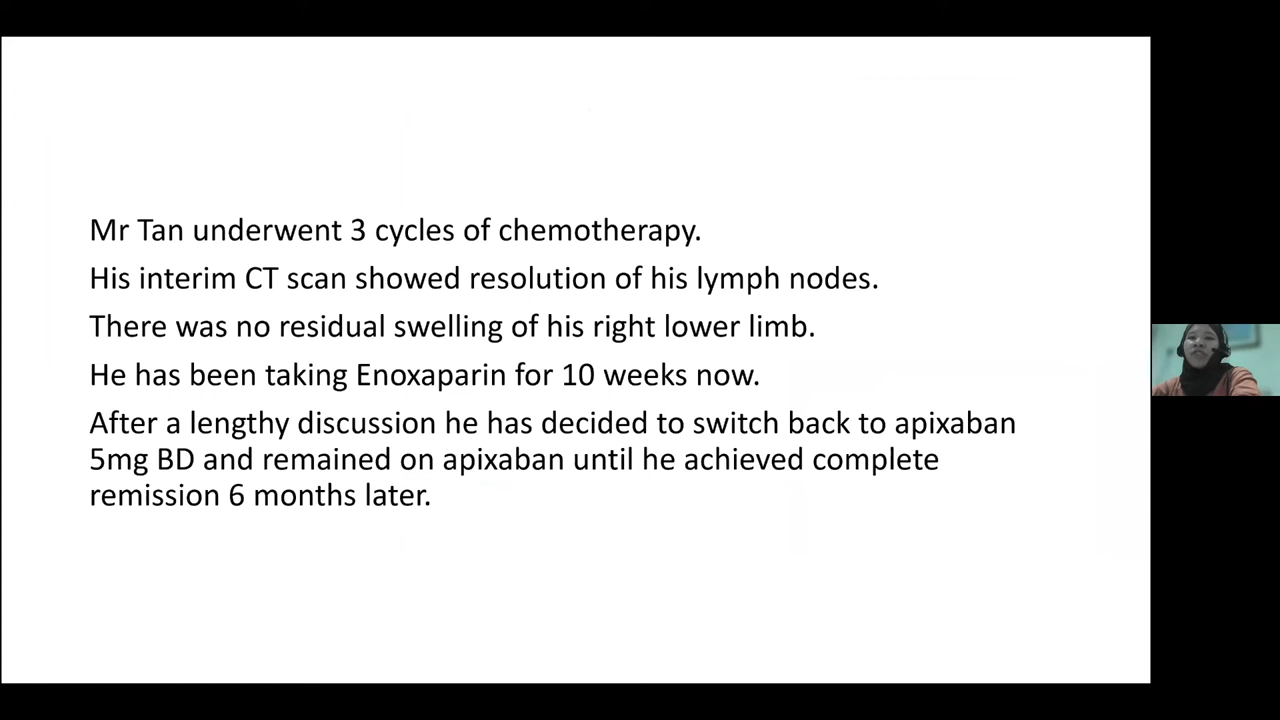 Mr Tan underwent 3 cycles of chemotherapy.
His interim CT scan showed resolution of his lymph nodes.
There was no residual swelling of his right lower limb.
He has been taking Enoxaparin for 10 weeks now.
After a lengthy discussion he has decided to switch back to apixaban
5mg BD and remained on apixaban until he achieved complete
remission 6 months later.